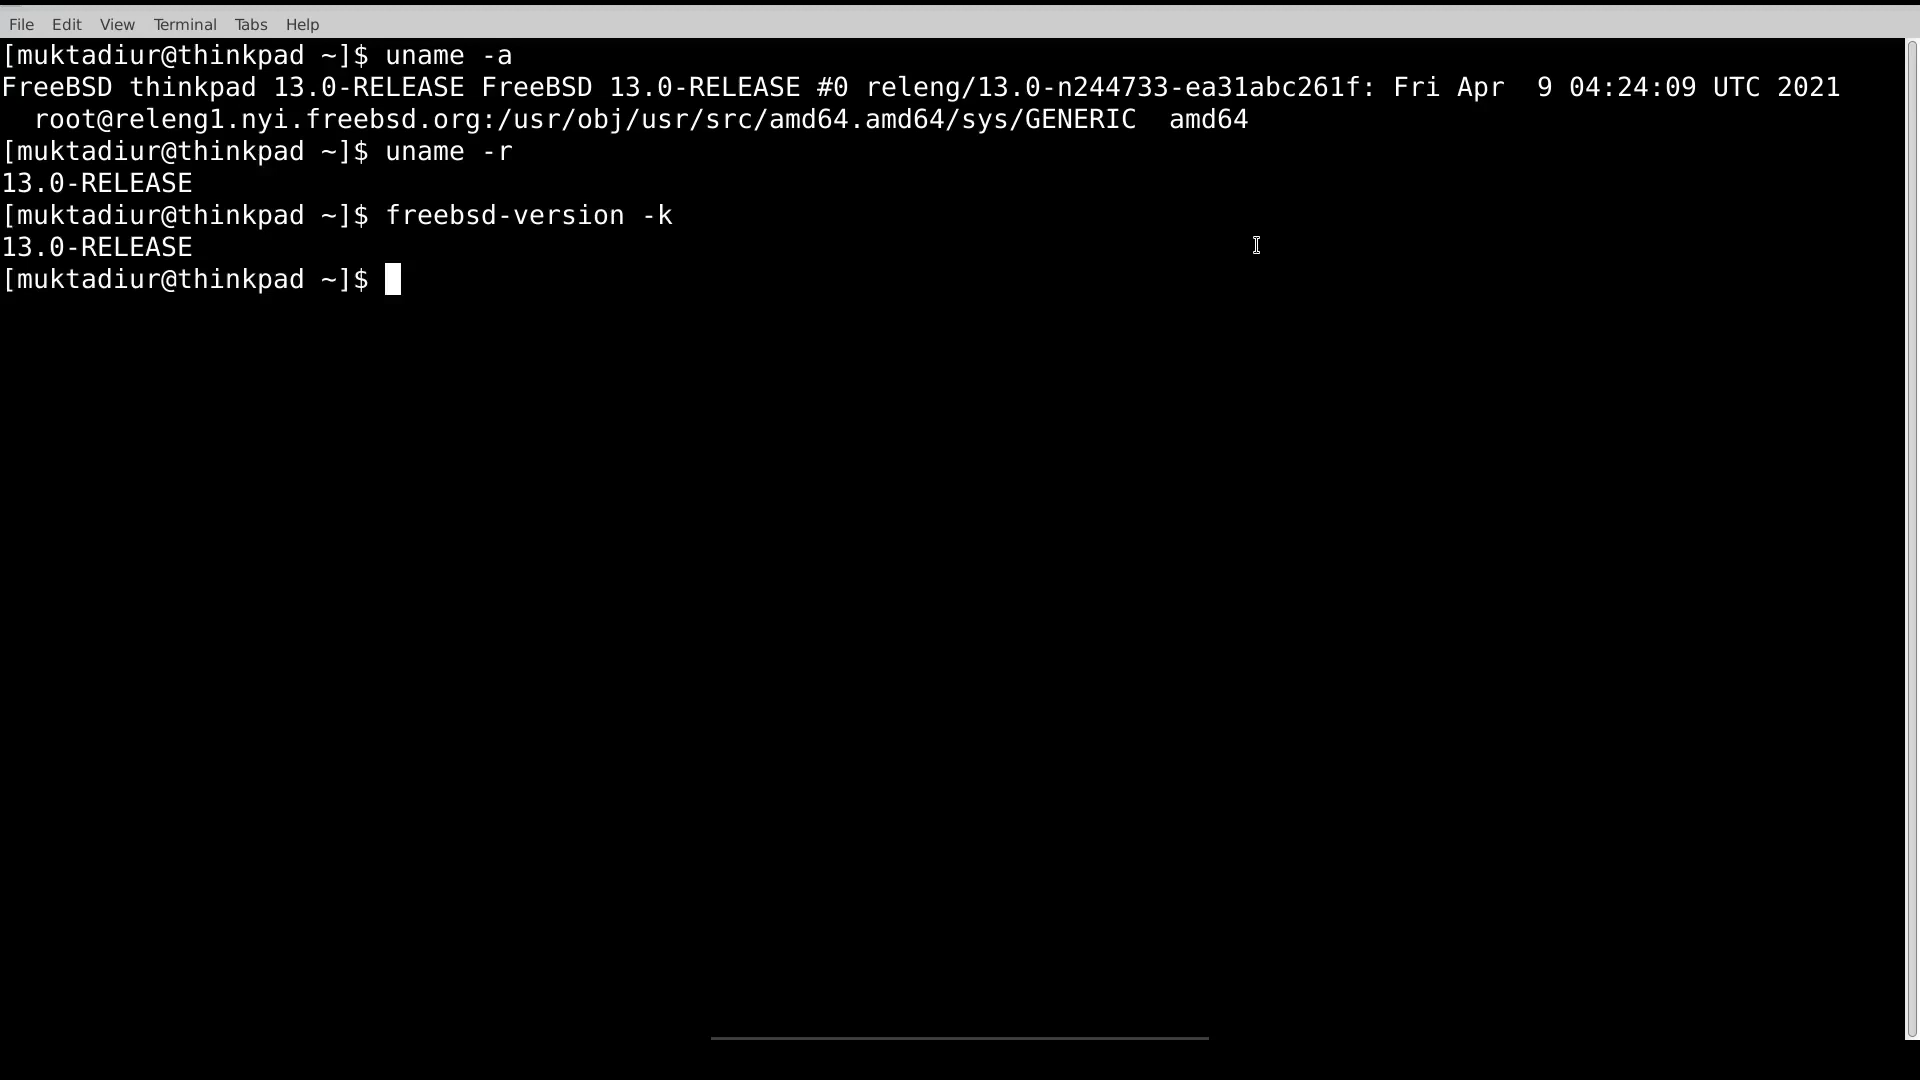 File Edit View Terminal Tabs Help
[muktadiur@thinkpad ~]$ uname -a
FreeBSD thinkpad 13.0-RELEASE FreeBSD 13.0-RELEASE #0 releng/13.0-n244733-ea31abc261f: Fri Apr  9 04:24:09 UTC 2021
  root@releng1.nyi.freebsd.org:/usr/obj/usr/src/amd64.amd64/sys/GENERIC  amd64
[muktadiur@thinkpad ~]$ uname -r
13.0-RELEASE
[muktadiur@thinkpad ~]$ freebsd-version -k
13.0-RELEASE
[muktadiur@thinkpad ~]$